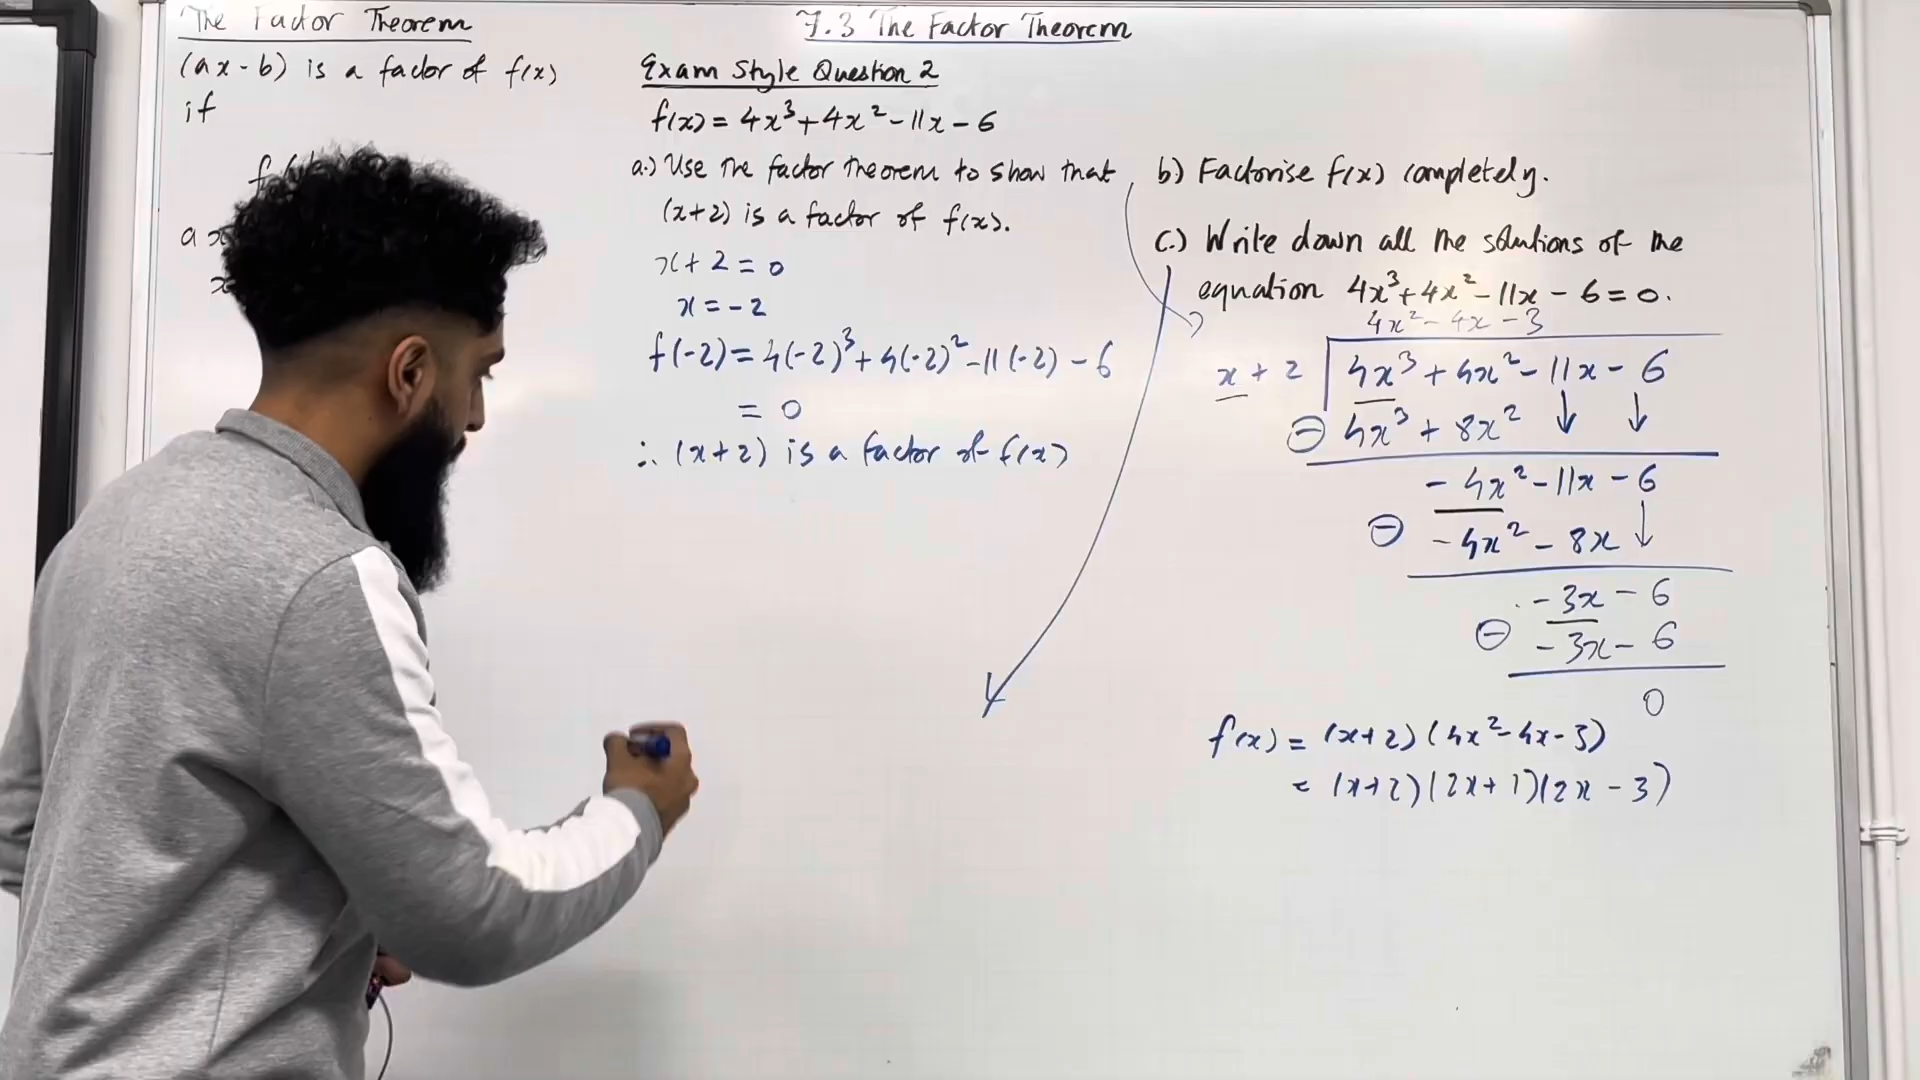 The Factor Theorem
(ax-b) is a factor of f(x)
if
7.3 The Factor Theorem
Exam Style Question 2
f(x) = 4x³+4x²-11x-6
a.) Use the factor theorem to show that
(x+2) is a factor of f(x).
x+2=0
x=-2
f(-2) = 4(-2)³+4(-2)²-11(-2)-6
= 0
∴ (x+2) is a factor of f(x)
b) Factorise f(x) completely.
c.) Write down all the solutions of the
equation 4x³+4x²-11x-6=0.
4x²-4x-3
x+2 4x³+4x²-11x-6
⊖ 4x³+8x² ↓ ↓
-4x²-11x-6
⊖ -4x²-8x ↓
-3x-6
⊖ -3x-6
0
f(x) = (x+2)(4x²-4x-3)
= (x+2)(2x+1)(2x-3)